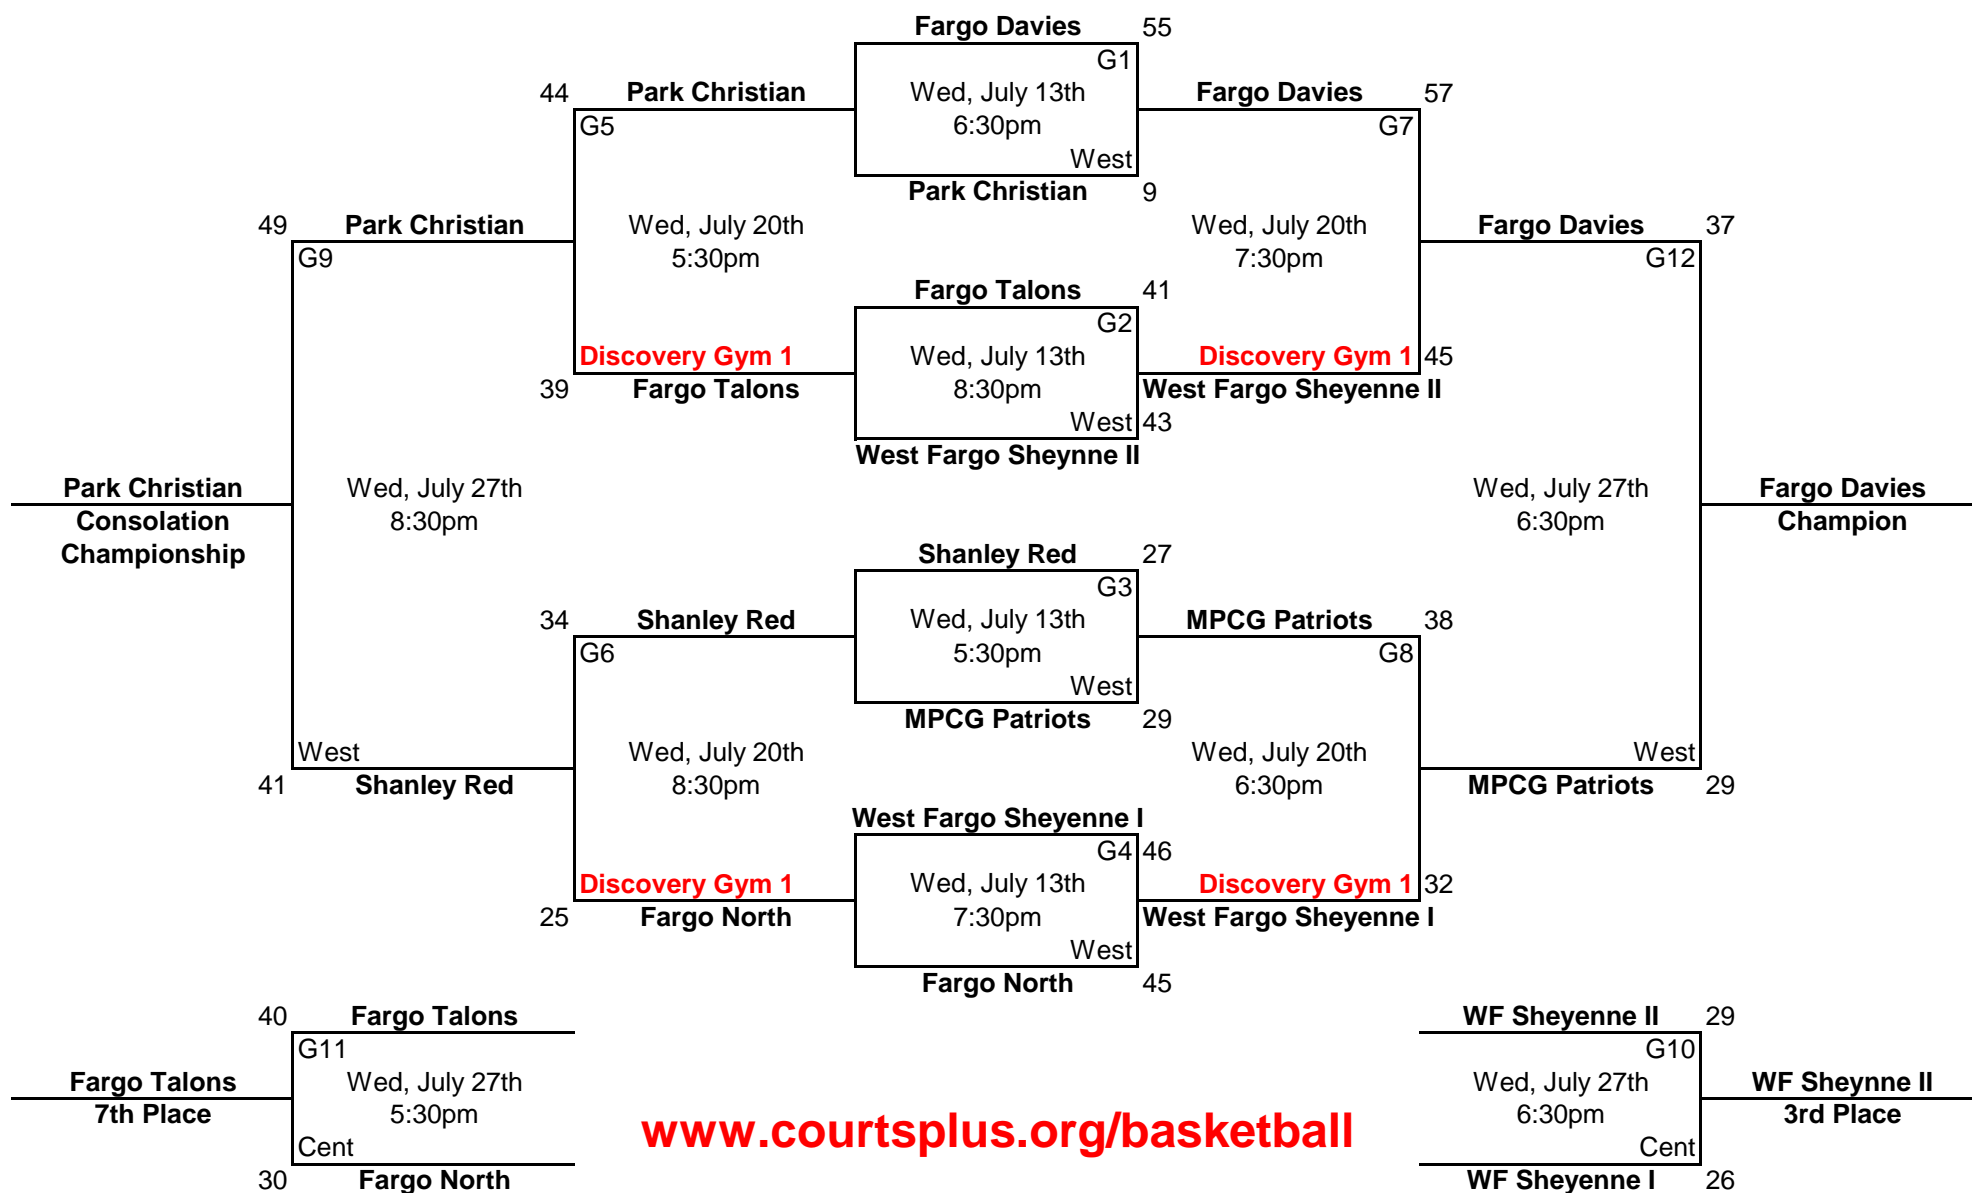 Fargo Davies 55
G1
44 Park Christian Wed, July 13th Fargo Davies 57
G5 6:30pm G7
West
Park Christian 9
49 Park Christian Wed, July 20th Wed, July 20th Fargo Davies 37
G9 5:30pm 7:30pm G12
Fargo Talons 41
G2
Discovery Gym 1 Wed, July 13th Discovery Gym 1 45
39 Fargo Talons 8:30pm West Fargo Sheyenne II
West 43
West Fargo Sheynne II
Park Christian Wed, July 27th Wed, July 27th Fargo Davies
Consolation 8:30pm 6:30pm Champion
Championship
Shanley Red 27
G3
34 Shanley Red Wed, July 13th MPCG Patriots 38
G6 5:30pm G8
West
MPCG Patriots 29
West Wed, July 20th Wed, July 20th West
41 Shanley Red 8:30pm 6:30pm MPCG Patriots 29
West Fargo Sheyenne I
G4 46
Discovery Gym 1 Wed, July 13th Discovery Gym 1 32
25 Fargo North 7:30pm West Fargo Sheyenne I
West
Fargo North 45
40 Fargo Talons WF Sheyenne II 29
G11 G10
Fargo Talons Wed, July 27th Wed, July 27th WF Sheynne II
7th Place 5:30pm 6:30pm 3rd Place
www.courtsplus.org/basketball
Cent Cent
30 Fargo North WF Sheyenne I 26